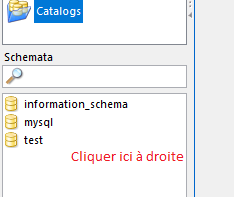 Catalogs
Schemata
information_schema
mysql
test
Cliquer ici à droite